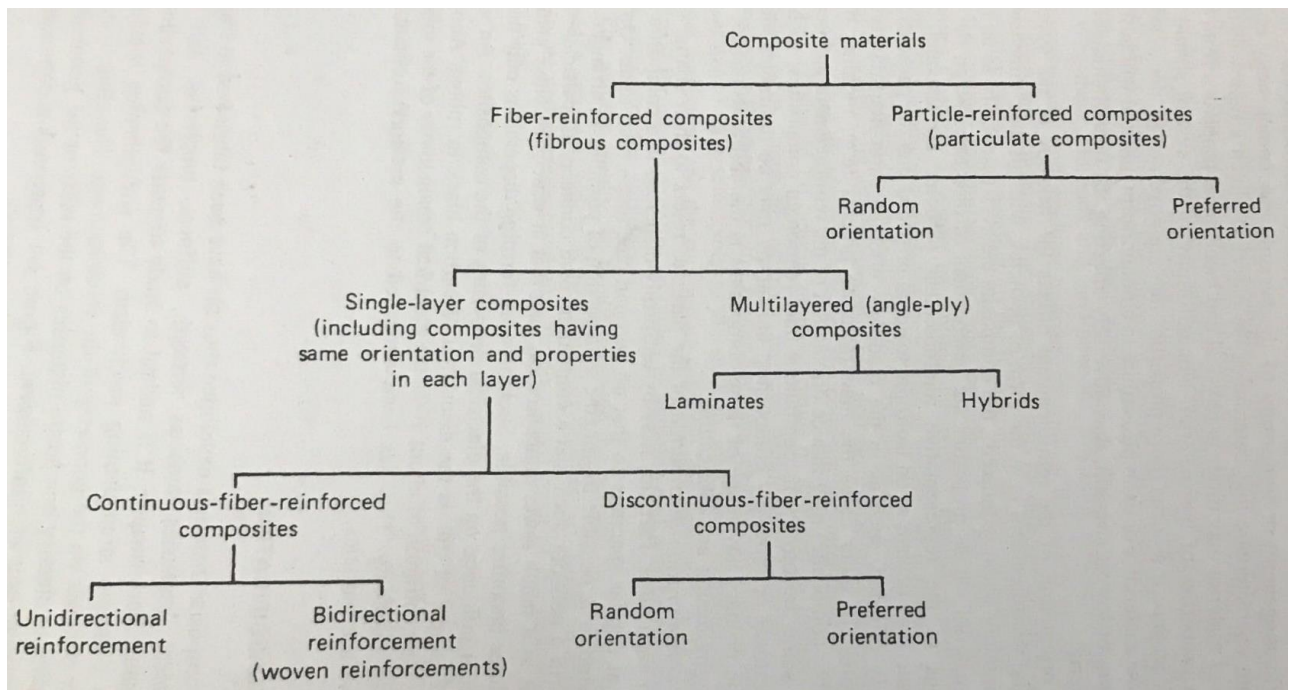 Composite materials
Fiber-reinforced composites
(fibrous composites)
Particle-reinforced composites
(particulate composites)
Random
orientation
Preferred
orientation
Single-layer composites
(including composites having
same orientation and properties
in each layer)
Multilayered (angle-ply)
composites
Laminates
Hybrids
Continuous-fiber-reinforced
composites
Discontinuous-fiber-reinforced
composites
Unidirectional
reinforcement
Bidirectional
reinforcement
(woven reinforcements)
Random
orientation
Preferred
orientation